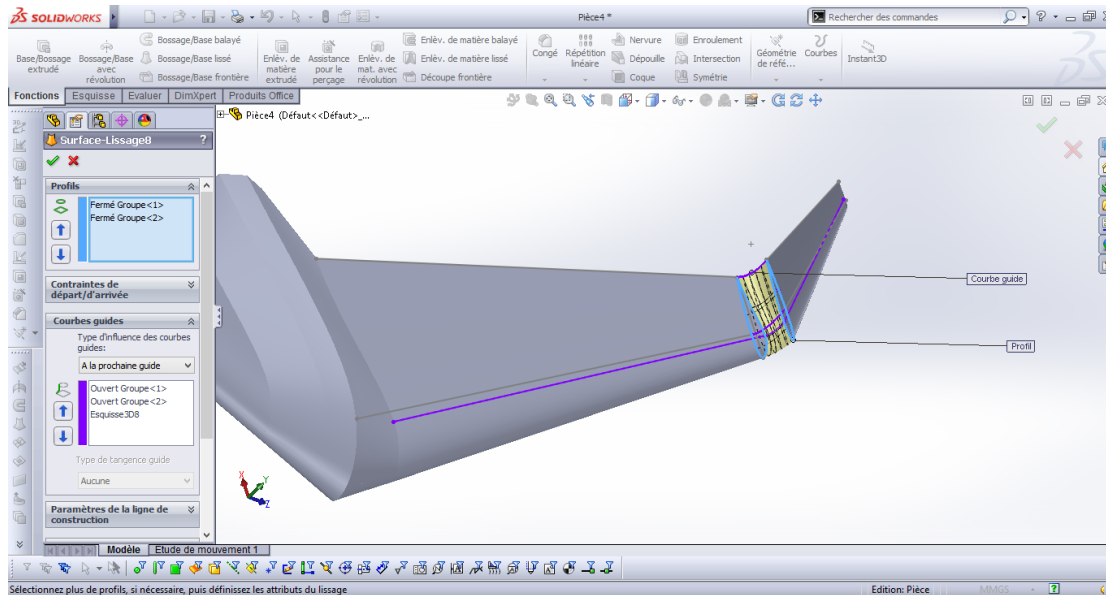 SOLIDWORKS
Pièce4 *
Rechercher des commandes
Base/Bossage extrudé
Bossage/Base avec révolution
Bossage/Base balayé
Bossage/Base lissé
Bossage/Base frontière
Enlèv. de matière extrudé
Assistance pour le perçage
Enlèv. de mat. avec révolution
Enlèv. de matière balayé
Enlèv. de matière lissé
Découpe frontière
Congé
Répétition linéaire
Nervure
Dépouille
Coque
Enroulement
Intersection
Symétrie
Géométrie de réfé...
Courbes
Instant3D
Fonctions
Esquisse
Evaluer
DimXpert
Produits Office
Pièce4 (Défaut<<Défaut>_...
Surface-Lissage8
?
Profils
Fermé Groupe<1>
Fermé Groupe<2>
Contraintes de
départ/d'arrivée
Courbes guides
Type d'influence des courbes
guides:
A la prochaine guide
Ouvert Groupe<1>
Ouvert Groupe<2>
Esquisse3D8
Type de tangence guide
Aucune
Paramètres de la ligne de
construction
Courbe guide
Profil
X
Y
Z
Modèle
Etude de mouvement 1
Sélectionnez plus de profils, si nécessaire, puis définissez les attributs du lissage
Edition: Pièce
MMGS